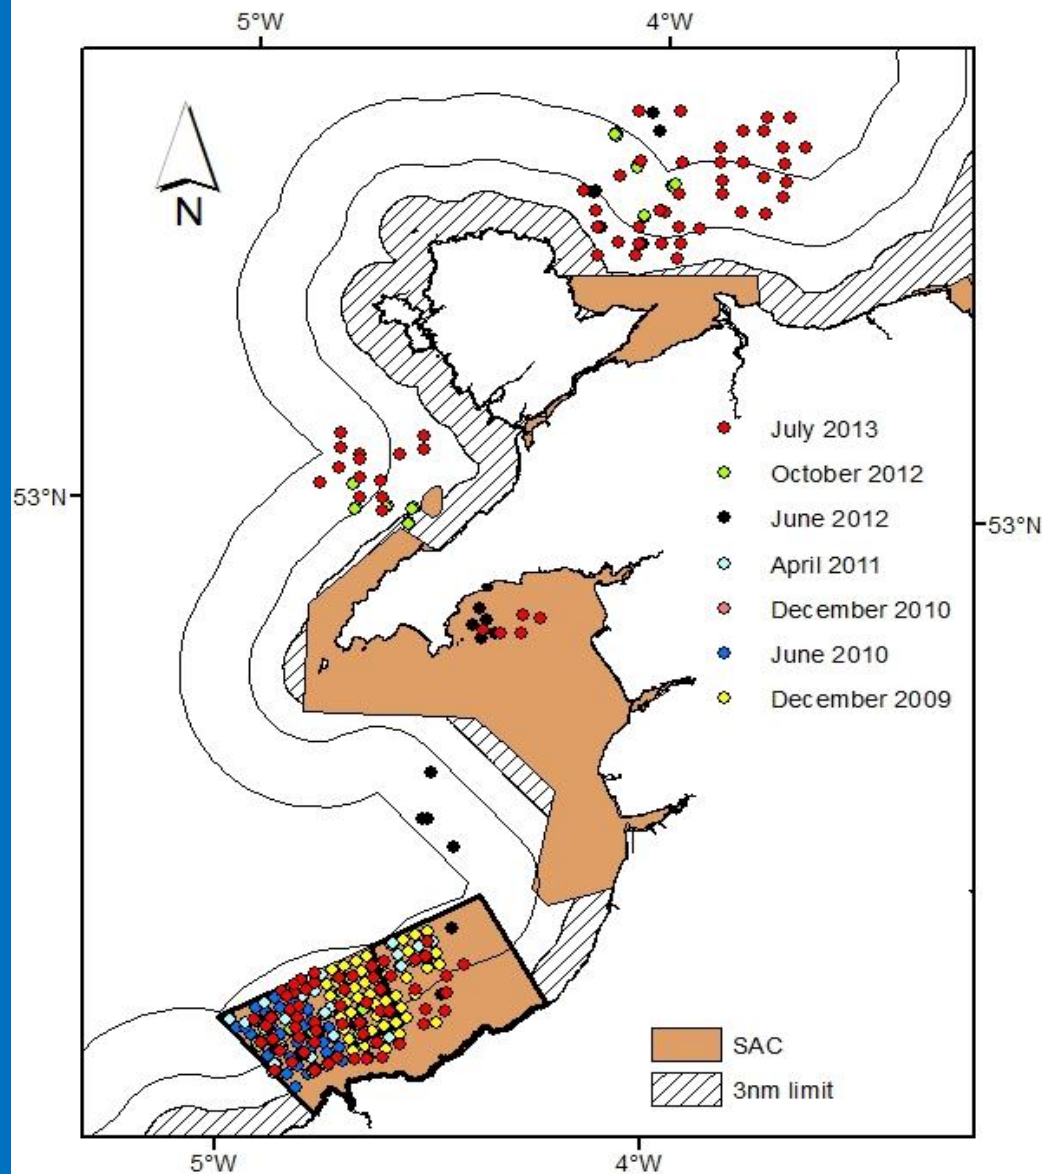 5°W 4°W
N
July 2013
October 2012
53°N
June 2012
53°N
April 2011
December 2010
June 2010
December 2009
SAC
3nm limit
5°W 4°W